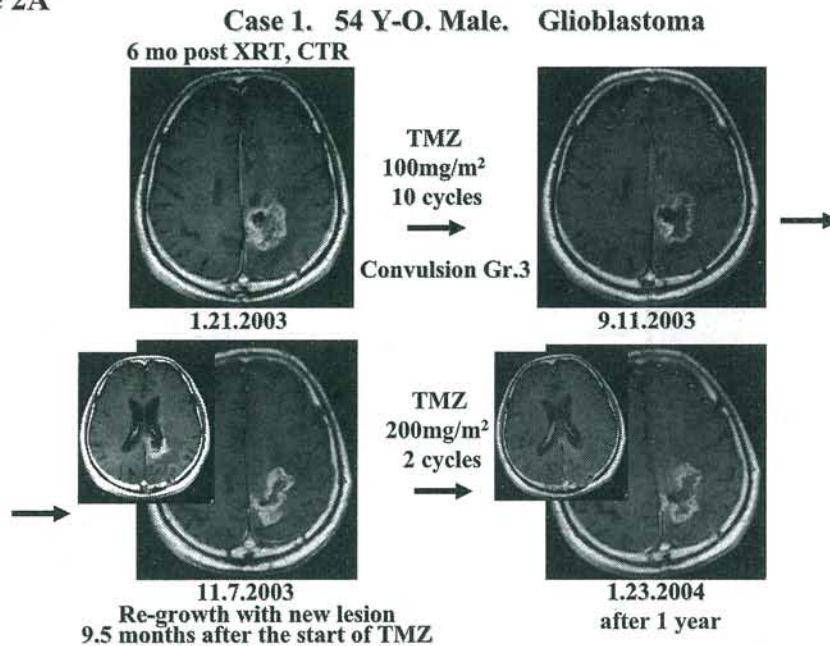 2A
Case 1. 54 Y-O. Male. Glioblastoma
6 mo post XRT, CTR
TMZ
100mg/m²
10 cycles
Convulsion Gr.3
1.21.2003
9.11.2003
TMZ
200mg/m²
2 cycles
11.7.2003
Re-growth with new lesion
9.5 months after the start of TMZ
1.23.2004
after 1 year